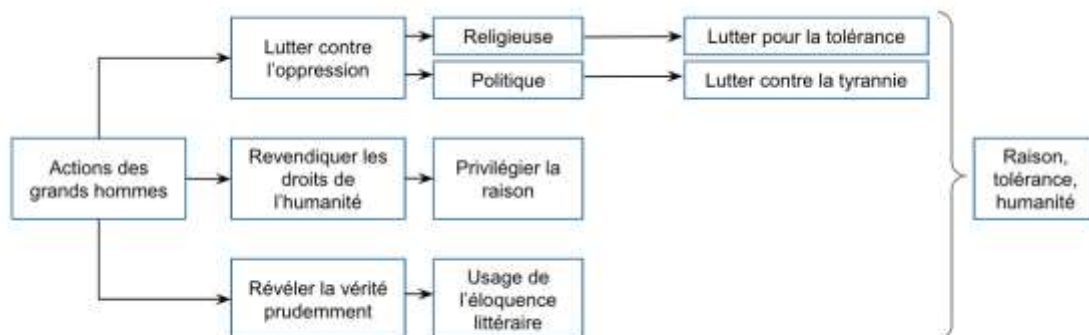 Lutter contre
l'oppression
Religieuse
Lutter pour la tolérance
Politique
Lutter contre la tyrannie
Actions des
grands hommes
Revendiquer les
droits de
l'humanité
Privilégier la
raison
Raison,
tolérance,
humanité
Révéler la vérité
prudemment
Usage de
l'éloquence
littéraire